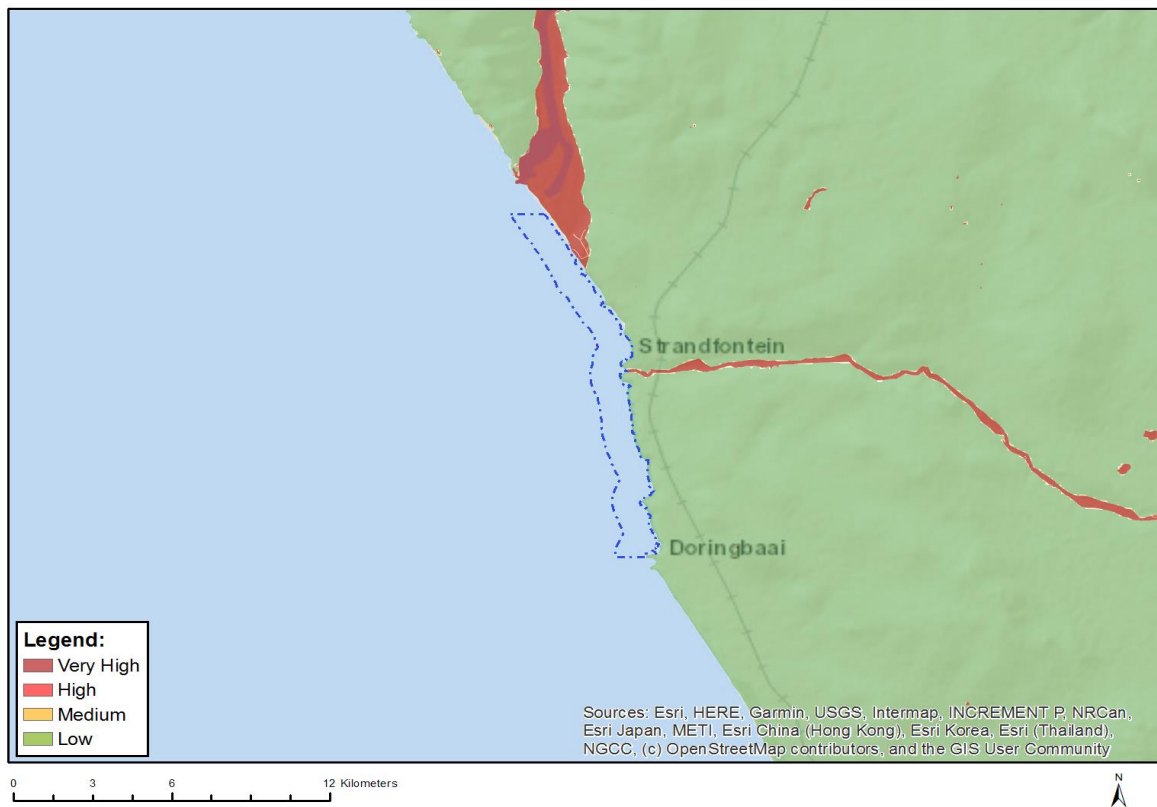 Strandfontein
Doringbaai
Legend:
Very High
High
Medium
Low
Sources: Esri, HERE, Garmin, USGS, Intermap, INCREMENT P, NRCan,
Esri Japan, METI, Esri China (Hong Kong), Esri Korea, Esri (Thailand),
NGCC, (c) OpenStreetMap contributors, and the GIS User Community
0 3 6 12 Kilometers
N